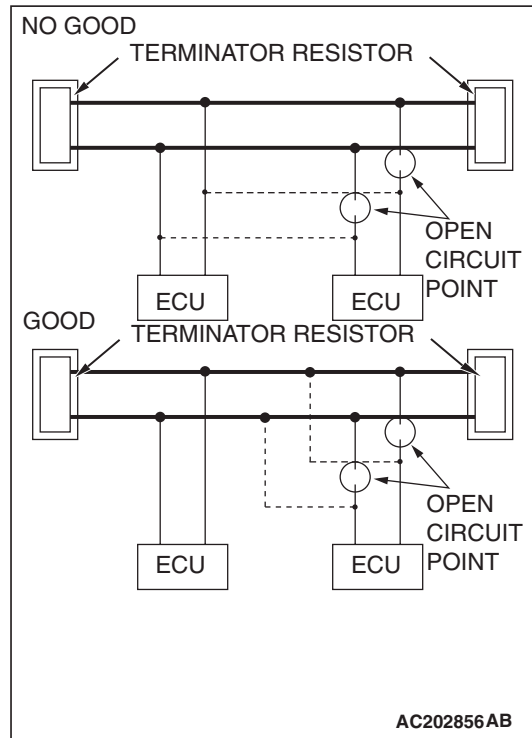 NO GOOD
TERMINATOR RESISTOR
OPEN
CIRCUIT
POINT
ECU
ECU
GOOD
TERMINATOR RESISTOR
OPEN
CIRCUIT
POINT
ECU
ECU
AC202856AB